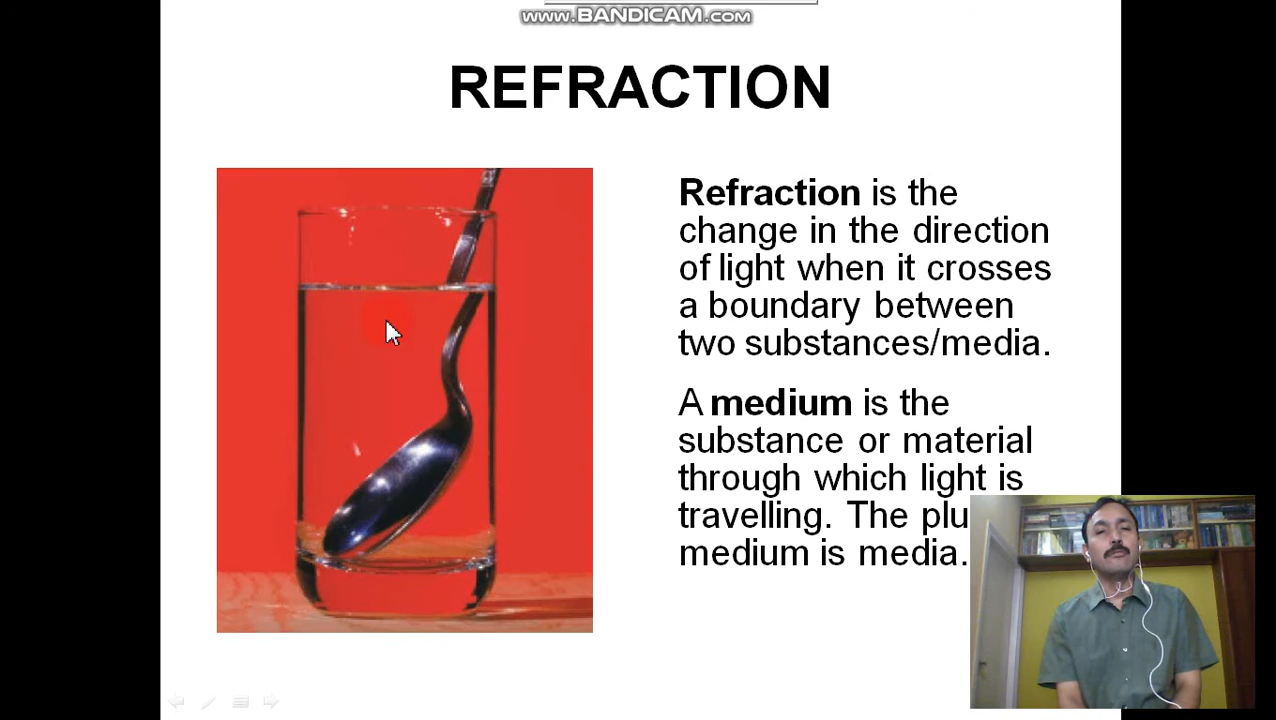 www.BANDICAM.com
REFRACTION
Refraction is the
change in the direction
of light when it crosses
a boundary between
two substances/media.
A medium is the
substance or material
through which light is
travelling. The plu
medium is media.